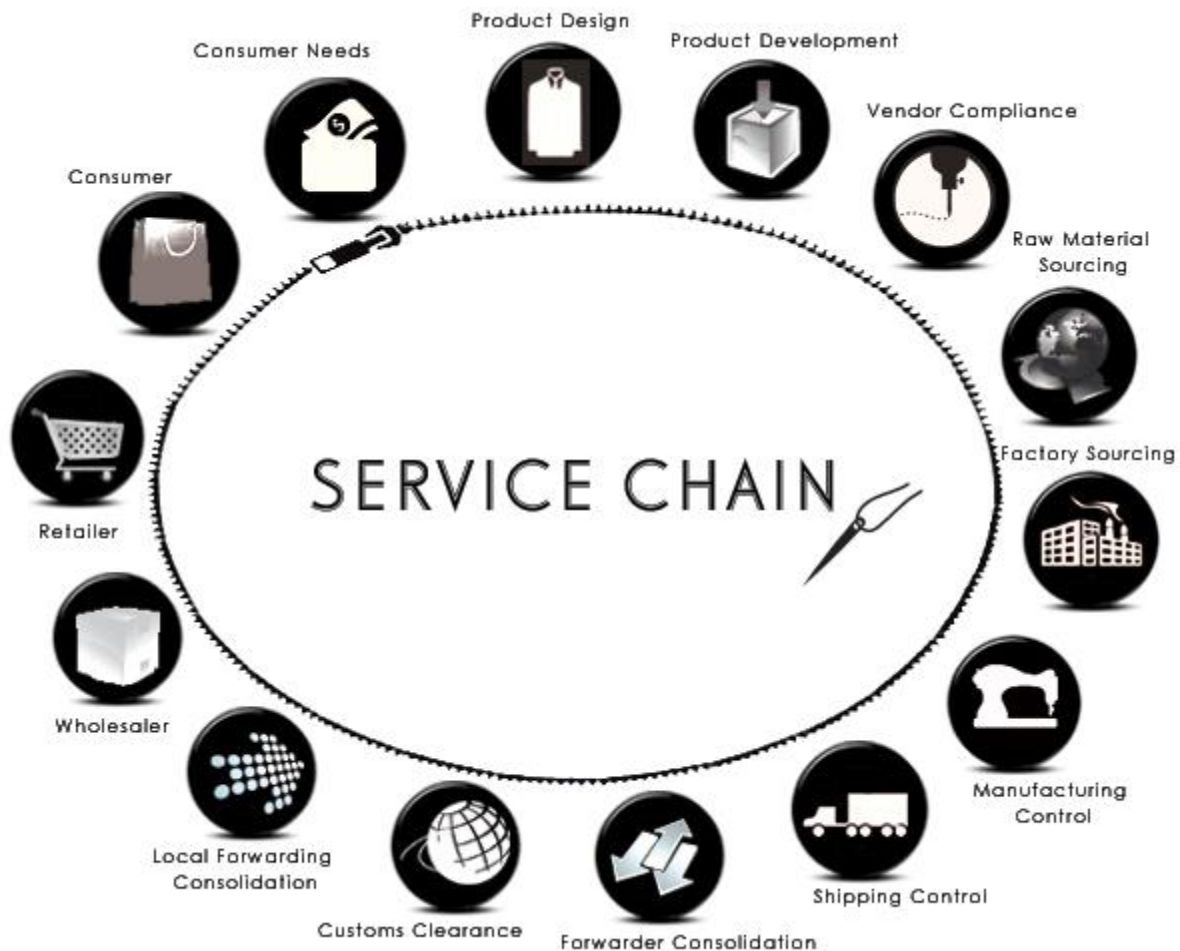 Product Design
Consumer Needs
Product Development
Vendor Compliance
Consumer
Raw Material
Sourcing
Factory Sourcing
SERVICE CHAIN
Retailer
Wholesaler
Manufacturing
Control
Local Forwarding
Consolidation
Shipping Control
Customs Clearance
Forwarder Consolidation